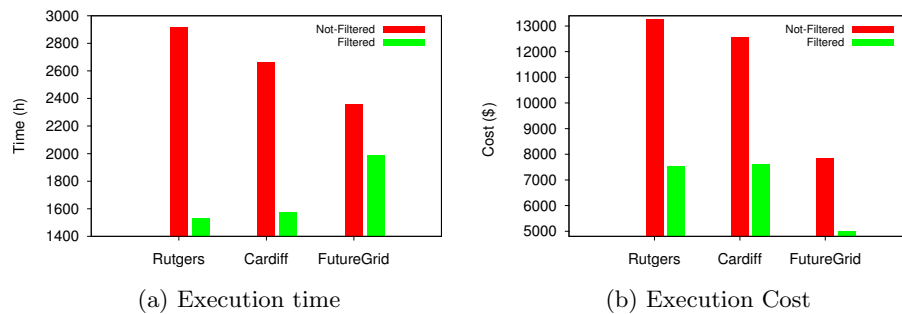 3000
2800
2600
2400
2200
2000
1800
1600
1400
Time (h)
Not-Filtered
Filtered
Rutgers Cardiff FutureGrid
(a) Execution time
13000
12000
11000
10000
9000
8000
7000
6000
5000
Cost ($)
Not-Filtered
Filtered
Rutgers Cardiff FutureGrid
(b) Execution Cost